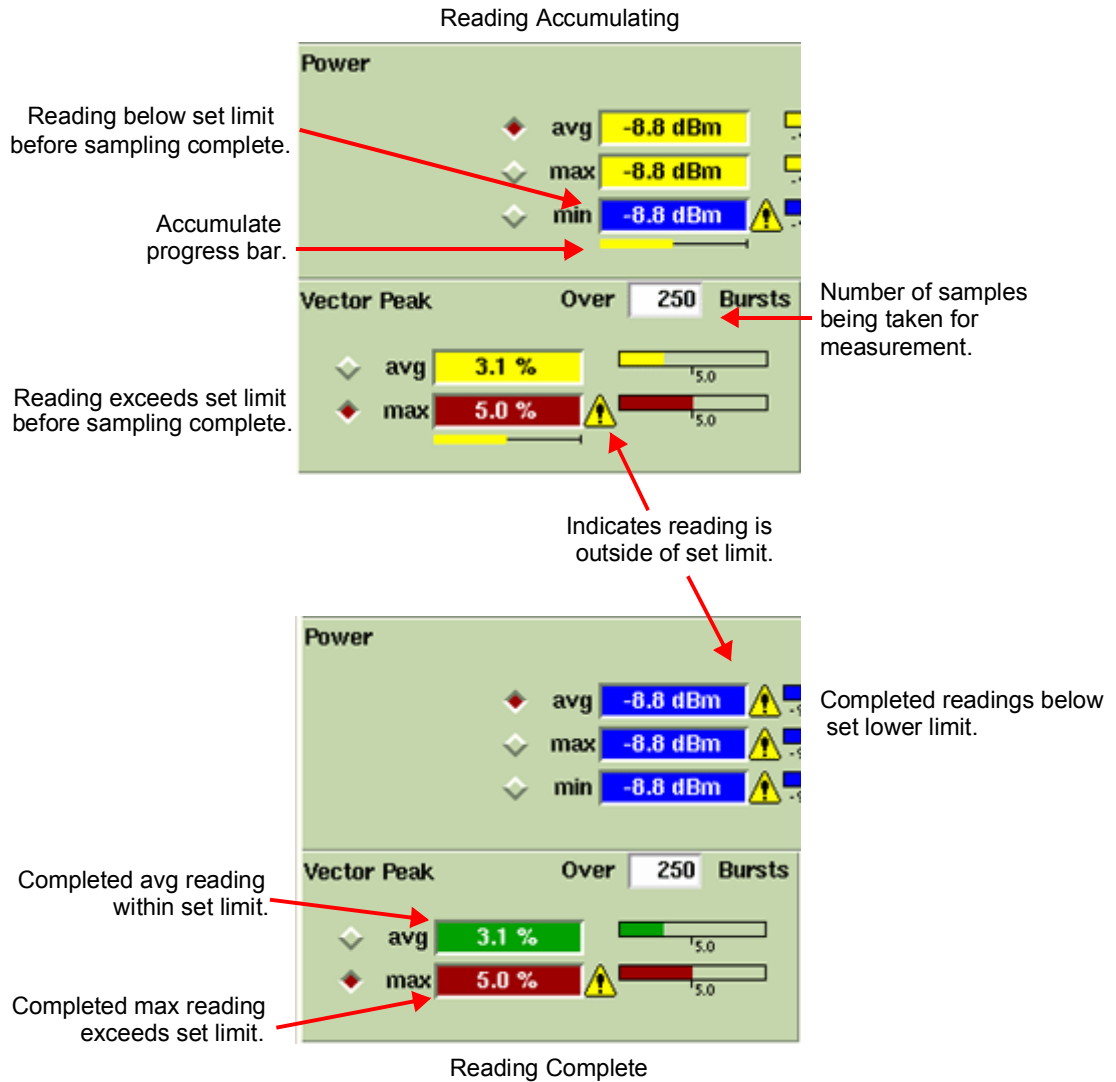 Reading Accumulating
Power
Reading below set limit
before sampling complete.
avg -8.8 dBm
max -8.8 dBm
min -8.8 dBm
Accumulate
progress bar.
Vector Peak Over 250 Bursts
Number of samples
being taken for
measurement.
avg 3.1 %
5.0
Reading exceeds set limit
before sampling complete.
max 5.0 %
5.0
Indicates reading is
outside of set limit.
Power
avg -8.8 dBm
max -8.8 dBm
min -8.8 dBm
Completed readings below
set lower limit.
Vector Peak Over 250 Bursts
Completed avg reading
within set limit.
avg 3.1 %
5.0
max 5.0 %
5.0
Completed max reading
exceeds set limit.
Reading Complete